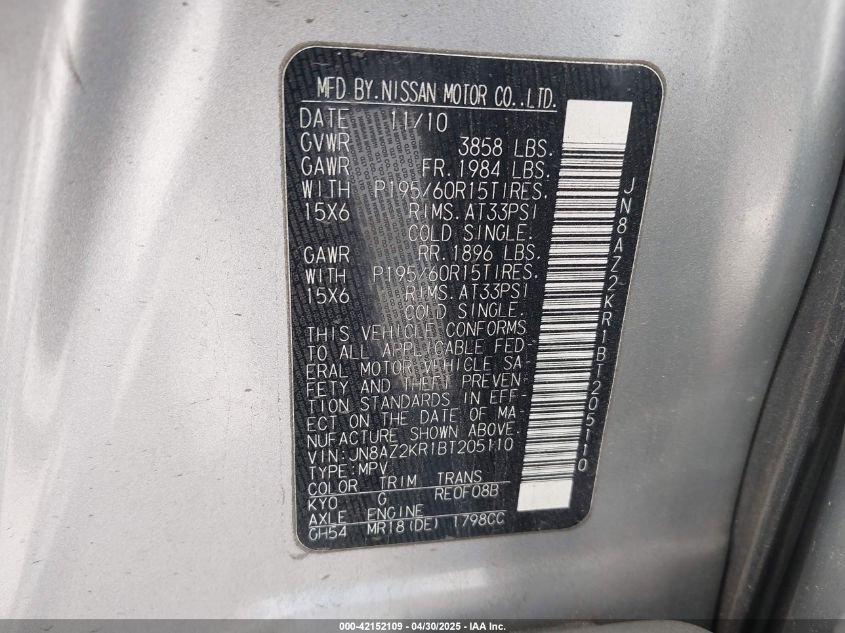 MFD BY.NISSAN MOTOR CO.,LTD.
DATE 11/10
GVWR 3858 LBS.
GAWR FR.1984 LBS.
WITH P195/60R15TIRES.
15X6 RIMS.AT33PSI
COLD SINGLE.
GAWR RR.1896 LBS.
WITH P195/60R15TIRES.
15X6 RIMS.AT33PSI
COLD SINGLE.
THIS VEHICLE CONFORMS
TO ALL APPLICABLE FED-
ERAL MOTOR VEHICLE SA-
FETY AND THEFT PREVEN-
TION STANDARDS IN EFF-
ECT ON THE DATE OF MA-
NUFACTURE SHOWN ABOVE.
VIN:JN8AZ2KR1BT205110
TYPE:MPV
COLOR TRIM TRANS
KY0 G RE0F08B
AXLE ENGINE
GH54 MR18(DE) 1798CC
JN8AZ2KR1BT205110
000-42152109 - 04/30/2025 - IAA Inc.